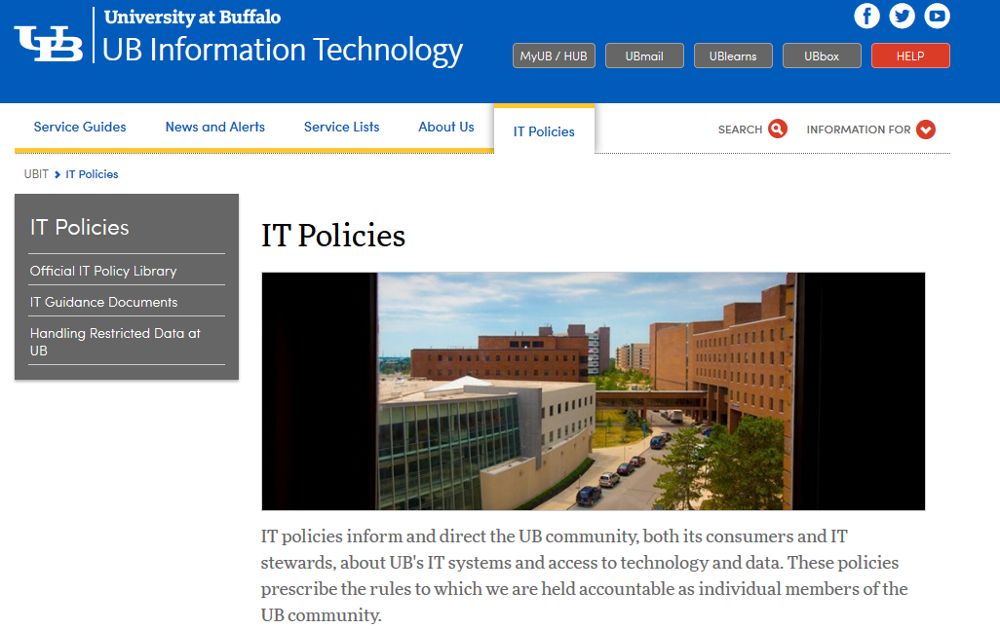 UB
University at Buffalo
UB Information Technology
MyUB / HUB
UBmail
UBlearns
UBbox
HELP
Service Guides
News and Alerts
Service Lists
About Us
IT Policies
SEARCH
INFORMATION FOR
UBIT > IT Policies
IT Policies
Official IT Policy Library
IT Guidance Documents
Handling Restricted Data at
UB
IT Policies
IT policies inform and direct the UB community, both its consumers and IT
stewards, about UB's IT systems and access to technology and data. These policies
prescribe the rules to which we are held accountable as individual members of the
UB community.